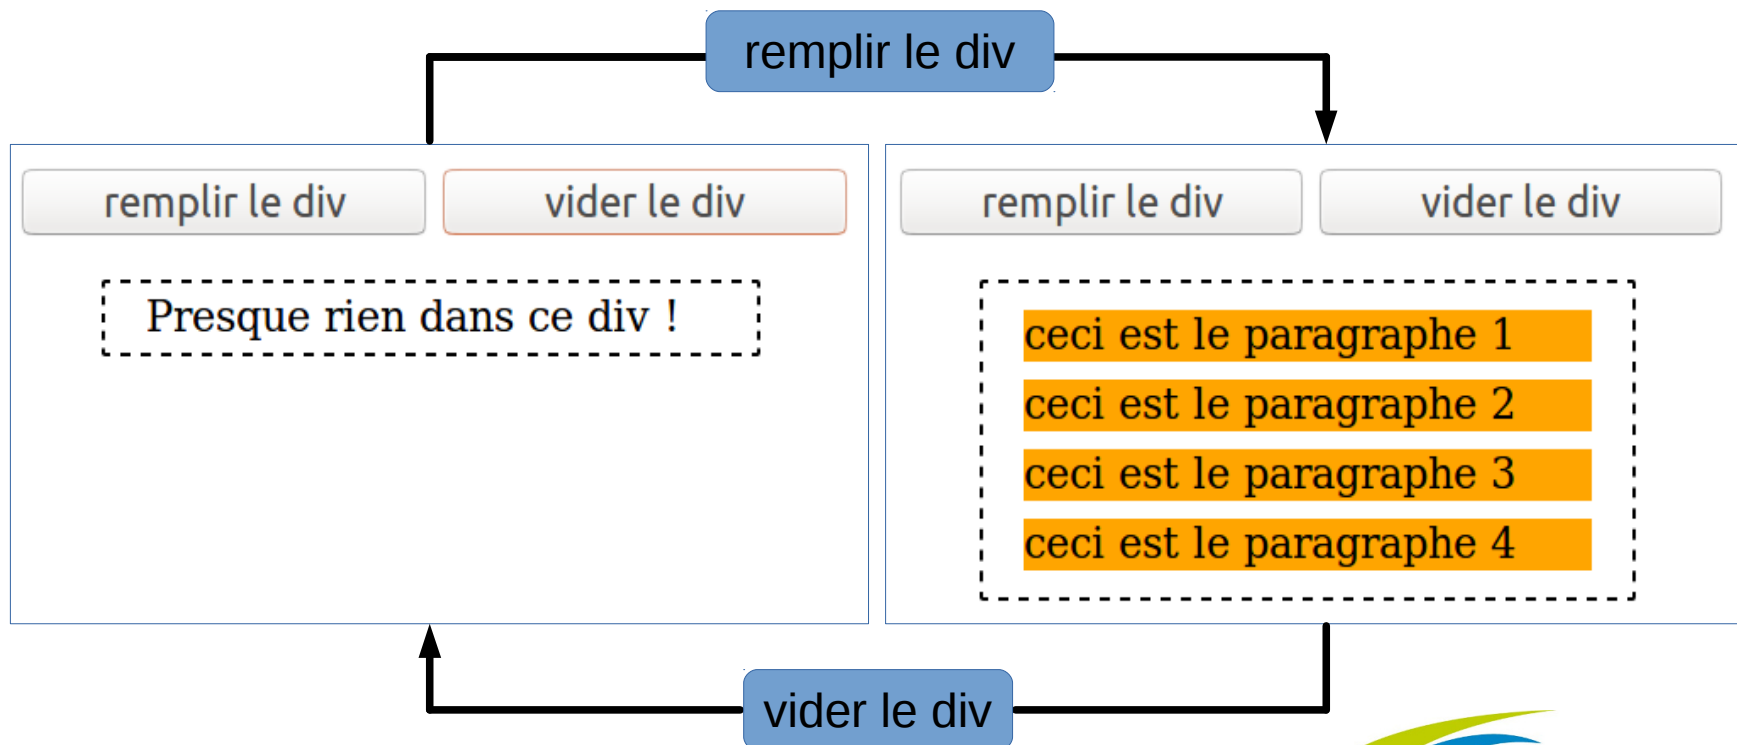 remplir le div
remplir le div
vider le div
remplir le div
vider le div
Presque rien dans ce div !
ceci est le paragraphe 1
ceci est le paragraphe 2
ceci est le paragraphe 3
ceci est le paragraphe 4
vider le div